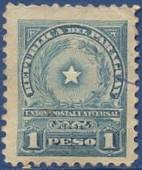 REPUBLICA DEL PARAGUAY
UNION POSTAL UNIVERSAL
1 PESO 1